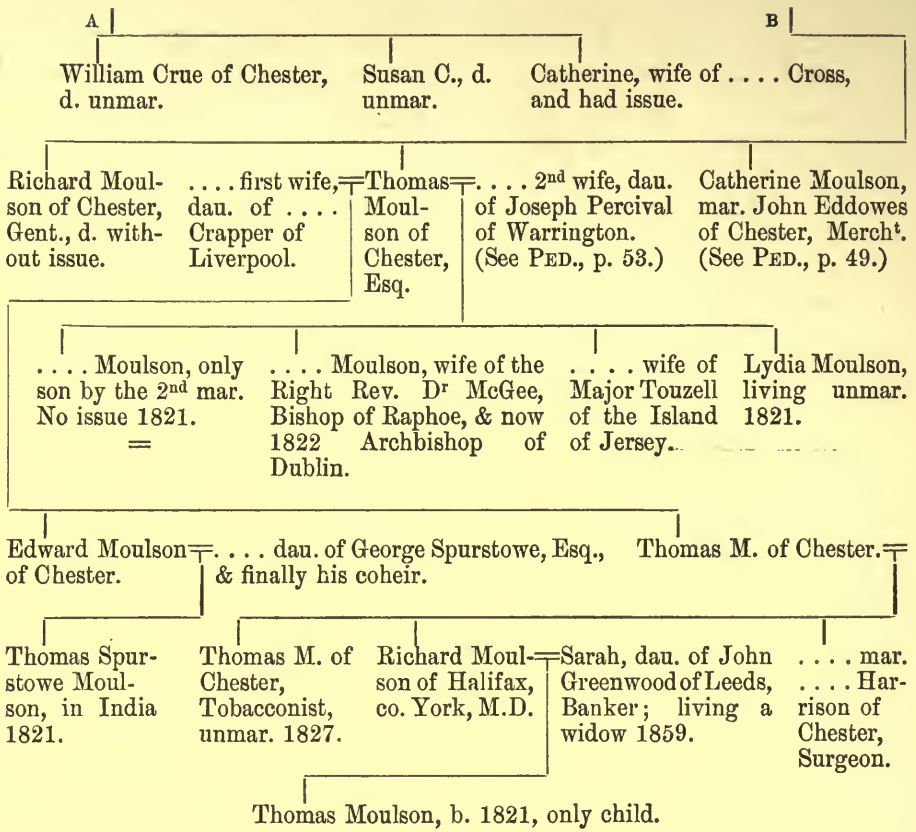 A
B
William Crue of Chester,
d. unmar.
Susan C., d.
unmar.
Catherine, wife of . . . . Cross,
and had issue.
Richard Moul-
son of Chester,
Gent., d. with-
out issue.
. . . . first wife,
dau. of . . . .
Crapper of
Liverpool.
Thomas
Moul-
son of
Chester,
Esq.
. . . . 2nd wife, dau.
of Joseph Percival
of Warrington.
(See PED., p. 53.)
Catherine Moulson,
mar. John Eddowes
of Chester, Mercht.
(See PED., p. 49.)
. . . . Moulson, only
son by the 2nd mar.
No issue 1821.
=
. . . . Moulson, wife of the
Right Rev. Dr McGee,
Bishop of Raphoe, & now
1822 Archbishop of
Dublin.
. . . . wife of
Major Touzell
of the Island
of Jersey.
Lydia Moulson,
living unmar.
1821.
Edward Moulson
of Chester.
. . . . dau. of George Spurstowe, Esq.,
& finally his coheir.
Thomas M. of Chester.
Thomas Spur-
stowe Moul-
son, in India
1821.
Thomas M. of
Chester,
Tobacconist,
unmar. 1827.
Richard Moul-
son of Halifax,
co. York, M.D.
Sarah, dau. of John
Greenwood of Leeds,
Banker; living a
widow 1859.
. . . . mar.
. . . . Har-
rison of
Chester,
Surgeon.
Thomas Moulson, b. 1821, only child.